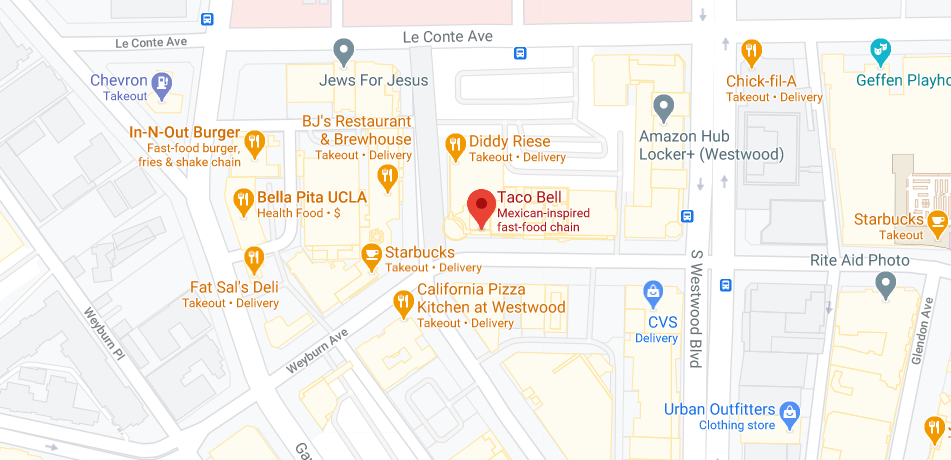 Le Conte Ave
Le Conte Ave
Jews For Jesus
Chevron
Takeout
Chick-fil-A
Takeout • Delivery
Geffen Playho
In-N-Out Burger
Fast-food burger,
fries & shake chain
BJ's Restaurant
& Brewhouse
Takeout • Delivery
Diddy Riese
Takeout • Delivery
Amazon Hub
Locker+ (Westwood)
Bella Pita UCLA
Health Food • $
Taco Bell
Mexican-inspired
fast-food chain
Starbucks
Takeout
Starbucks
Takeout • Delivery
Rite Aid Photo
Fat Sal's Deli
Takeout • Delivery
California Pizza
Kitchen at Westwood
Takeout • Delivery
S Westwood Blvd
CVS
Delivery
Weyburn Pl
Weyburn Ave
Glendon Ave
Urban Outfitters
Clothing store
Ga